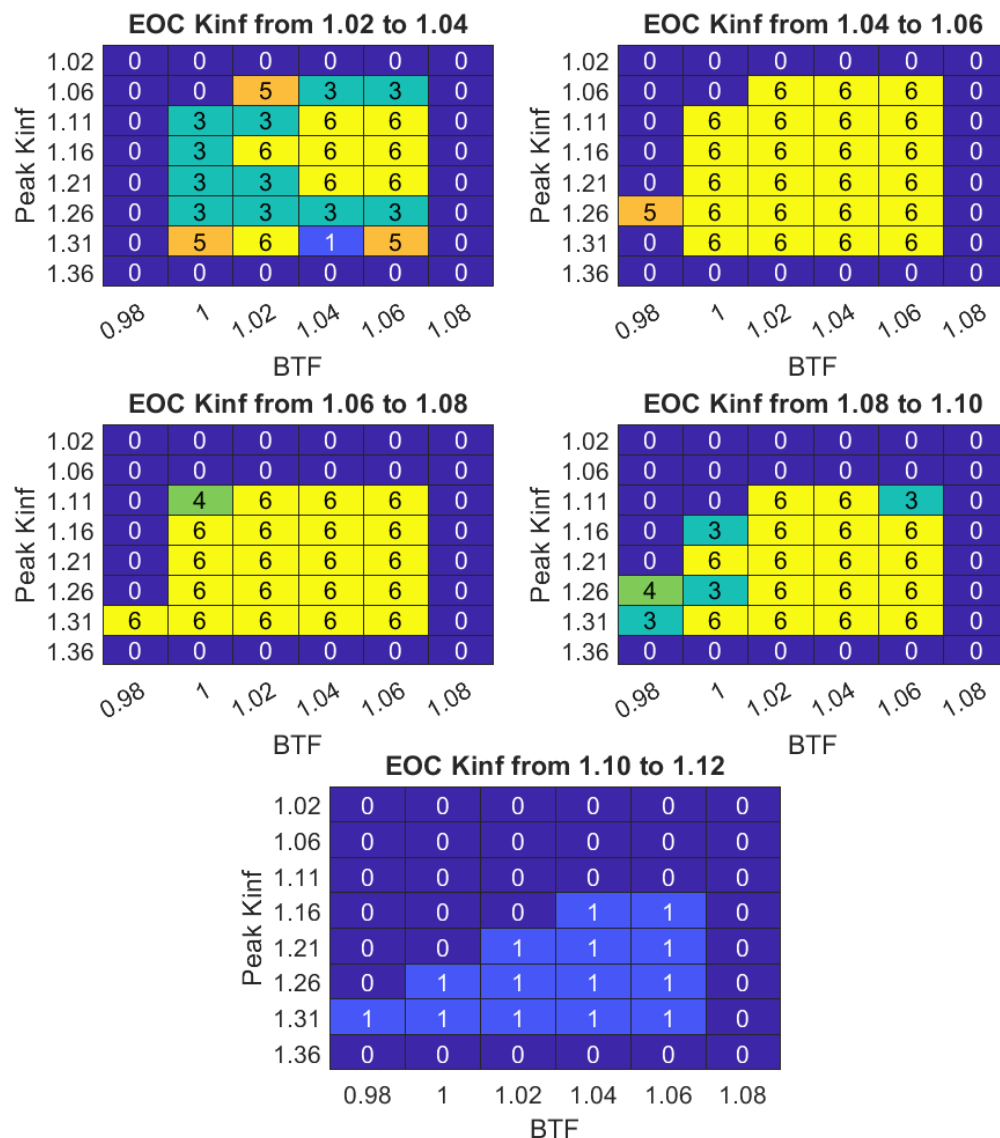 EOC Kinf from 1.02 to 1.04
Peak Kinf
1.02 0 0 0 0 0 0
1.06 0 0 5 3 3 0
1.11 0 3 3 6 6 0
1.16 0 3 6 6 6 0
1.21 0 3 3 6 6 0
1.26 0 3 3 3 3 0
1.31 0 5 6 1 5 0
1.36 0 0 0 0 0 0
0.98 1 1.02 1.04 1.06 1.08
BTF
EOC Kinf from 1.04 to 1.06
Peak Kinf
1.02 0 0 0 0 0 0
1.06 0 0 6 6 6 0
1.11 0 6 6 6 6 0
1.16 0 6 6 6 6 0
1.21 0 6 6 6 6 0
1.26 5 6 6 6 6 0
1.31 0 6 6 6 6 0
1.36 0 0 0 0 0 0
0.98 1 1.02 1.04 1.06 1.08
BTF
EOC Kinf from 1.06 to 1.08
Peak Kinf
1.02 0 0 0 0 0 0
1.06 0 0 0 0 0 0
1.11 0 4 6 6 6 0
1.16 0 6 6 6 6 0
1.21 0 6 6 6 6 0
1.26 0 6 6 6 6 0
1.31 6 6 6 6 6 0
1.36 0 0 0 0 0 0
0.98 1 1.02 1.04 1.06 1.08
BTF
EOC Kinf from 1.08 to 1.10
Peak Kinf
1.02 0 0 0 0 0 0
1.06 0 0 0 0 0 0
1.11 0 0 6 6 3 0
1.16 0 3 6 6 6 0
1.21 0 6 6 6 6 0
1.26 4 3 6 6 6 0
1.31 3 6 6 6 6 0
1.36 0 0 0 0 0 0
0.98 1 1.02 1.04 1.06 1.08
BTF
EOC Kinf from 1.10 to 1.12
Peak Kinf
1.02 0 0 0 0 0 0
1.06 0 0 0 0 0 0
1.11 0 0 0 0 0 0
1.16 0 0 0 1 1 0
1.21 0 0 1 1 1 0
1.26 0 1 1 1 1 0
1.31 1 1 1 1 1 0
1.36 0 0 0 0 0 0
0.98 1 1.02 1.04 1.06 1.08
BTF